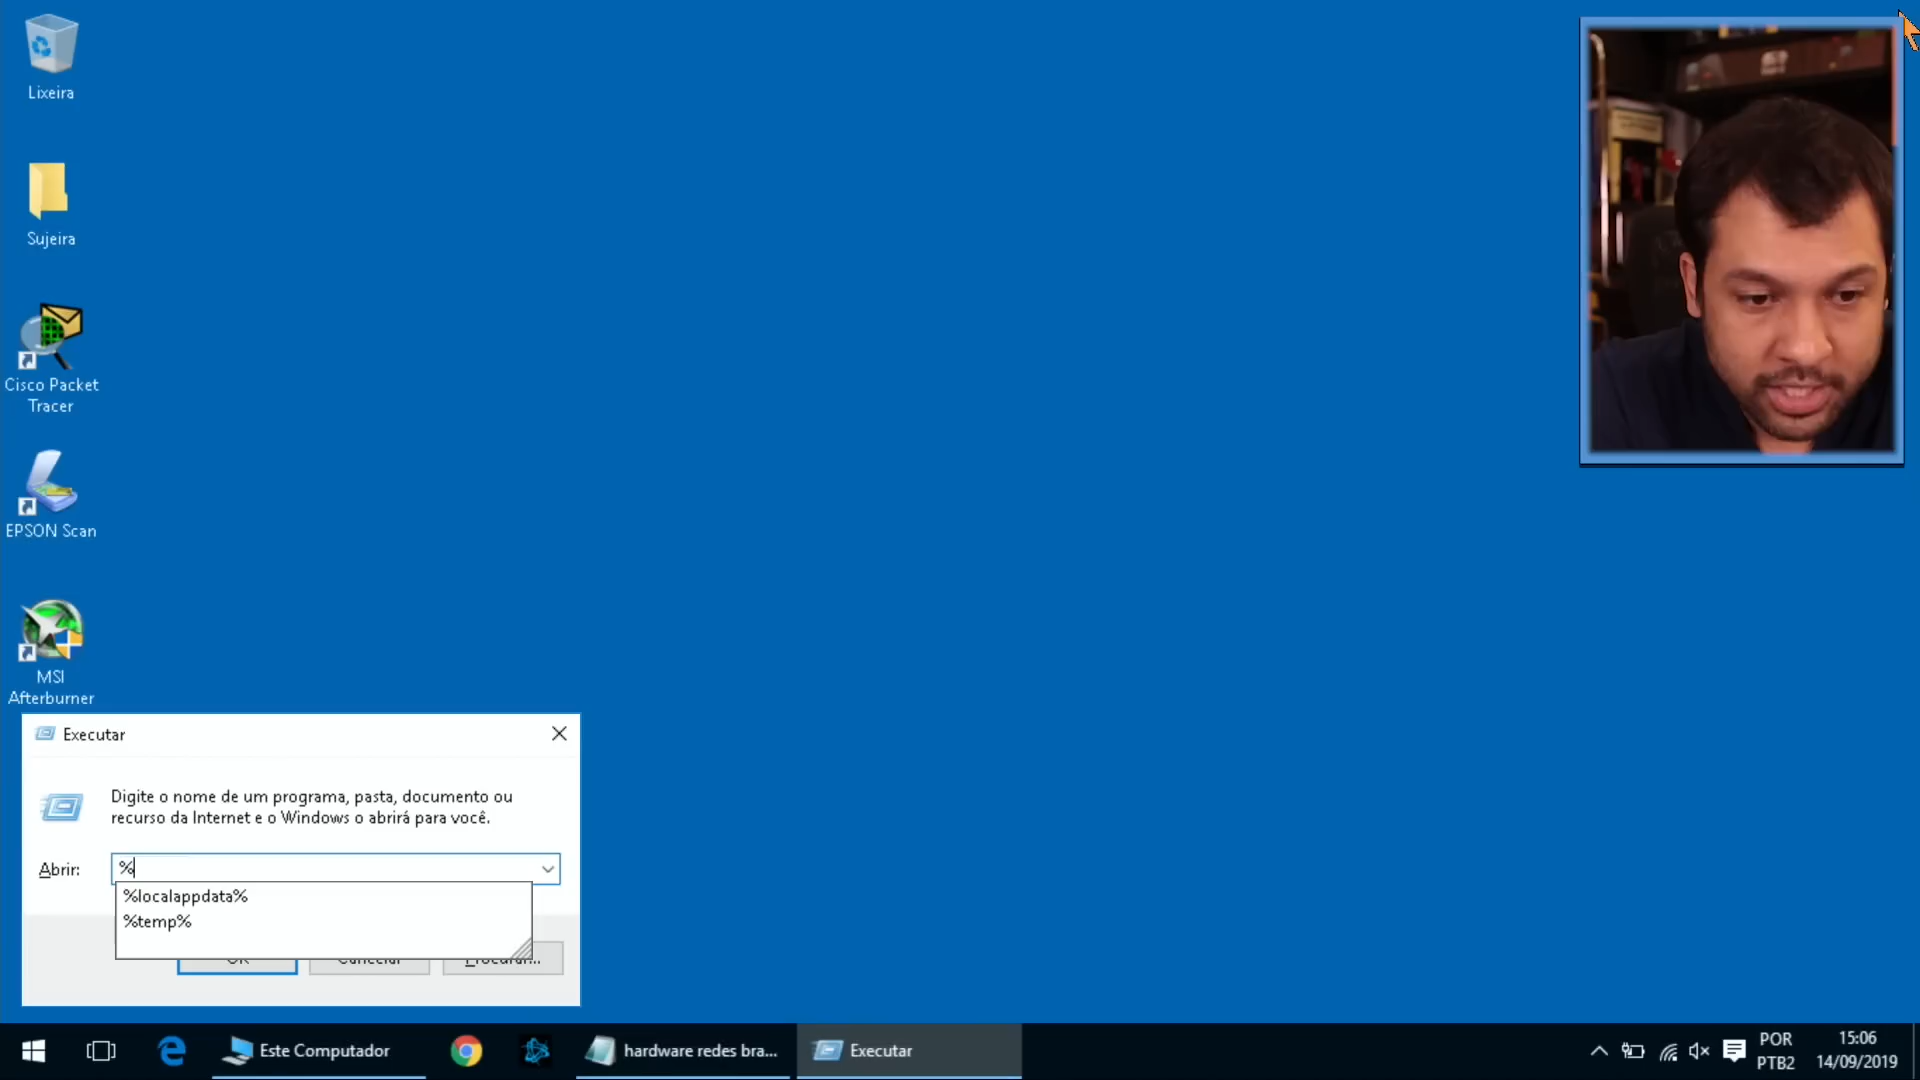 Lixeira
Sujeira
Cisco Packet
Tracer
EPSON Scan
MSI
Afterburner
Executar
Digite o nome de um programa, pasta, documento ou
recurso da Internet e o Windows o abrirá para você.
Abrir:
%
%localappdata%
%temp%
OK
Cancelar
Procurar...
Este Computador
hardware redes bra...
Executar
POR
PTB2
15:06
14/09/2019